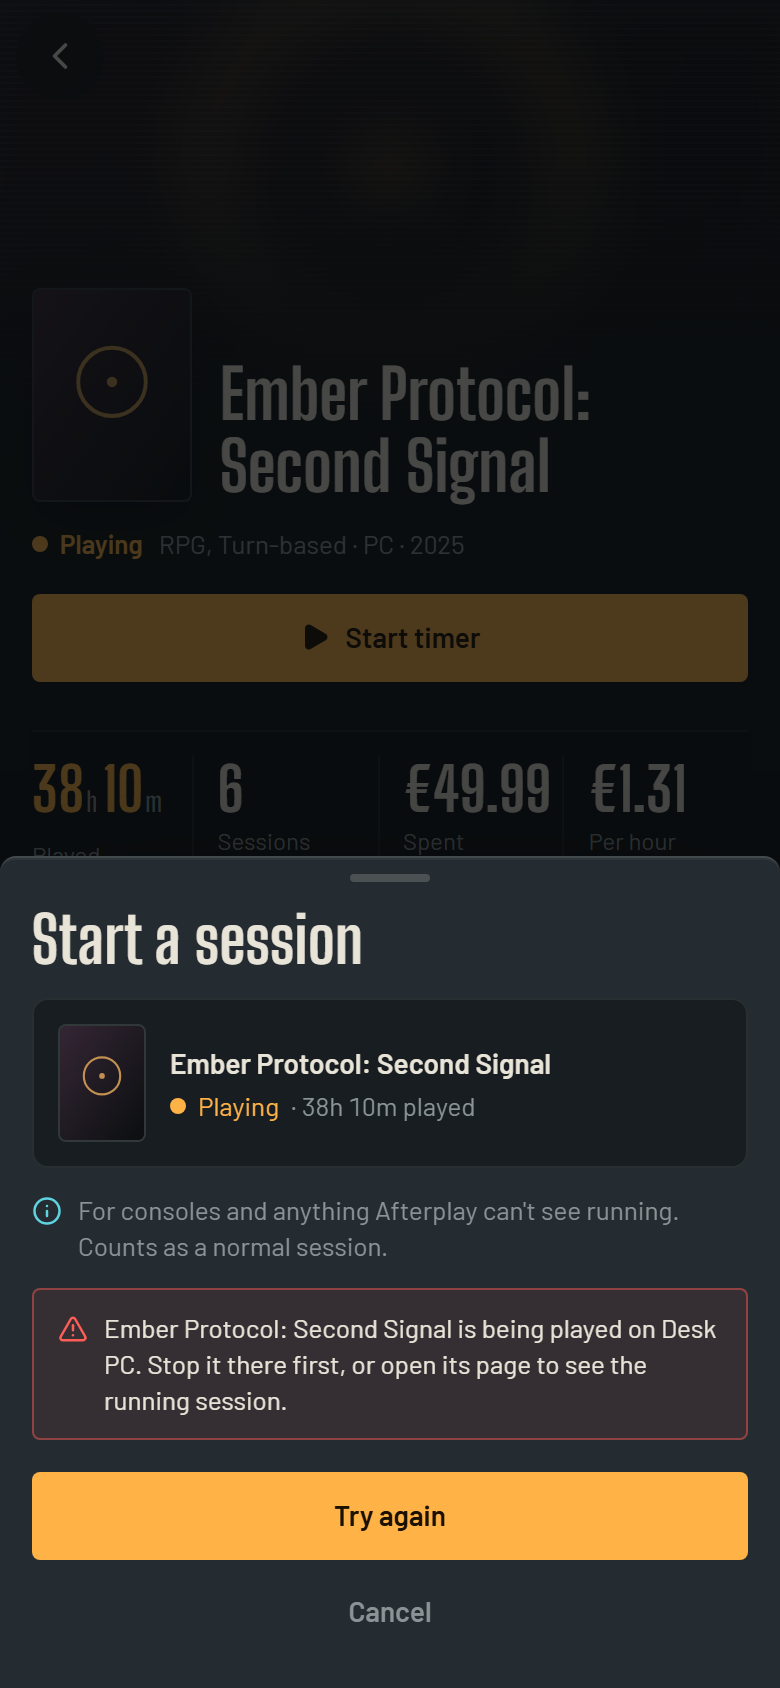 Ember Protocol:
Second Signal
Playing RPG, Turn-based · PC · 2025
Start timer
38h 10m 6 €49.99 €1.31
Played Sessions Spent Per hour
Start a session
Ember Protocol: Second Signal
Playing · 38h 10m played
For consoles and anything Afterplay can't see running.
Counts as a normal session.
Ember Protocol: Second Signal is being played on Desk
PC. Stop it there first, or open its page to see the
running session.
Try again
Cancel